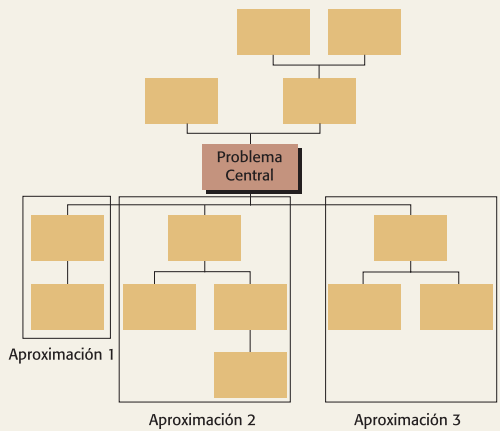 Problema
Central
Aproximación 1
Aproximación 2
Aproximación 3